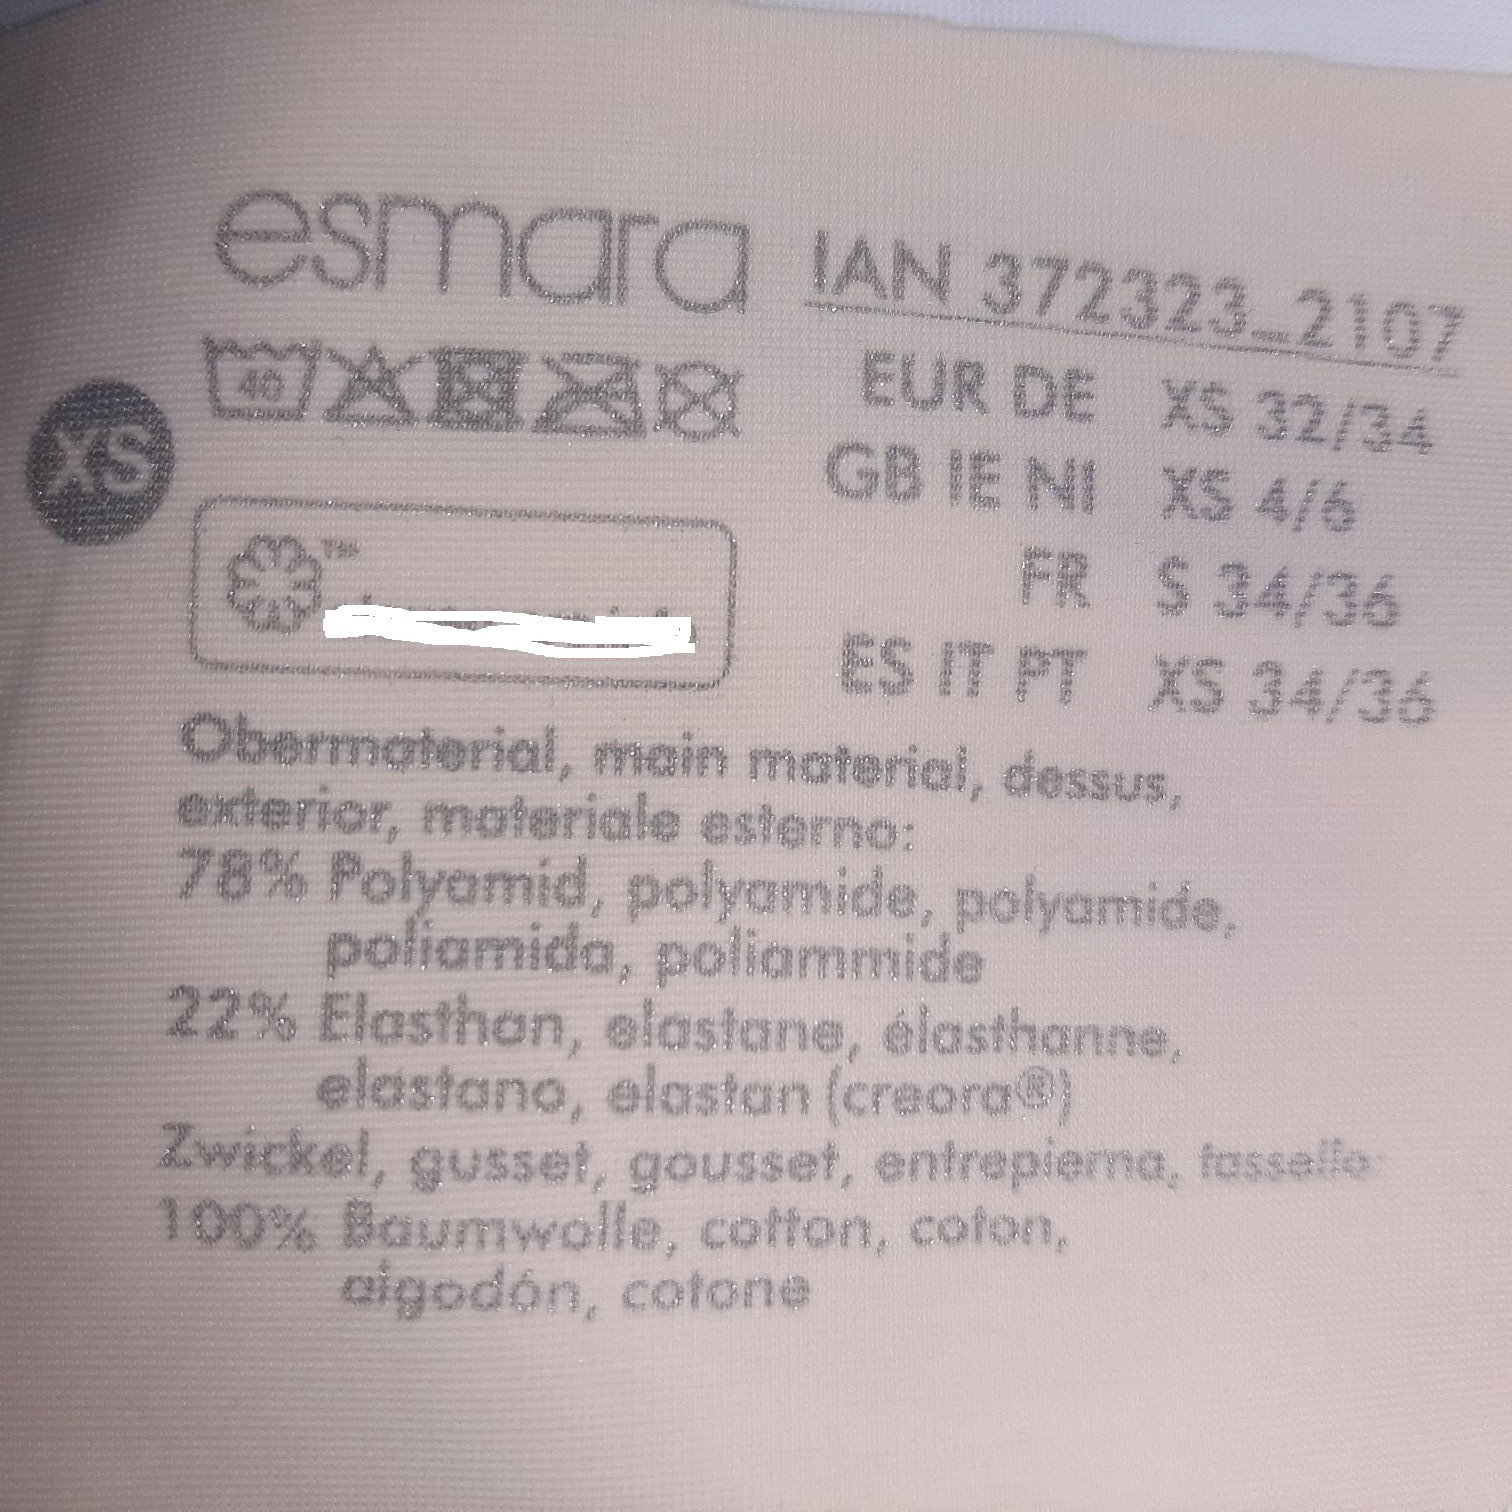 esmara IAN 372323_2107
40
XS
EUR DE XS 32/34
GB IE NI XS 4/6
FR S 34/36
ES IT PT XS 34/36
TM
Obermaterial, main material, dessus,
exterior, materiale esterno:
78% Polyamid, polyamide, polyamide,
poliamida, poliammide
22% Elasthan, elastane, élasthanne,
elastano, elastan (creora®)
Zwickel, gusset, gousset, entrepierna, tassello:
100% Baumwolle, cotton, coton,
algodón, cotone